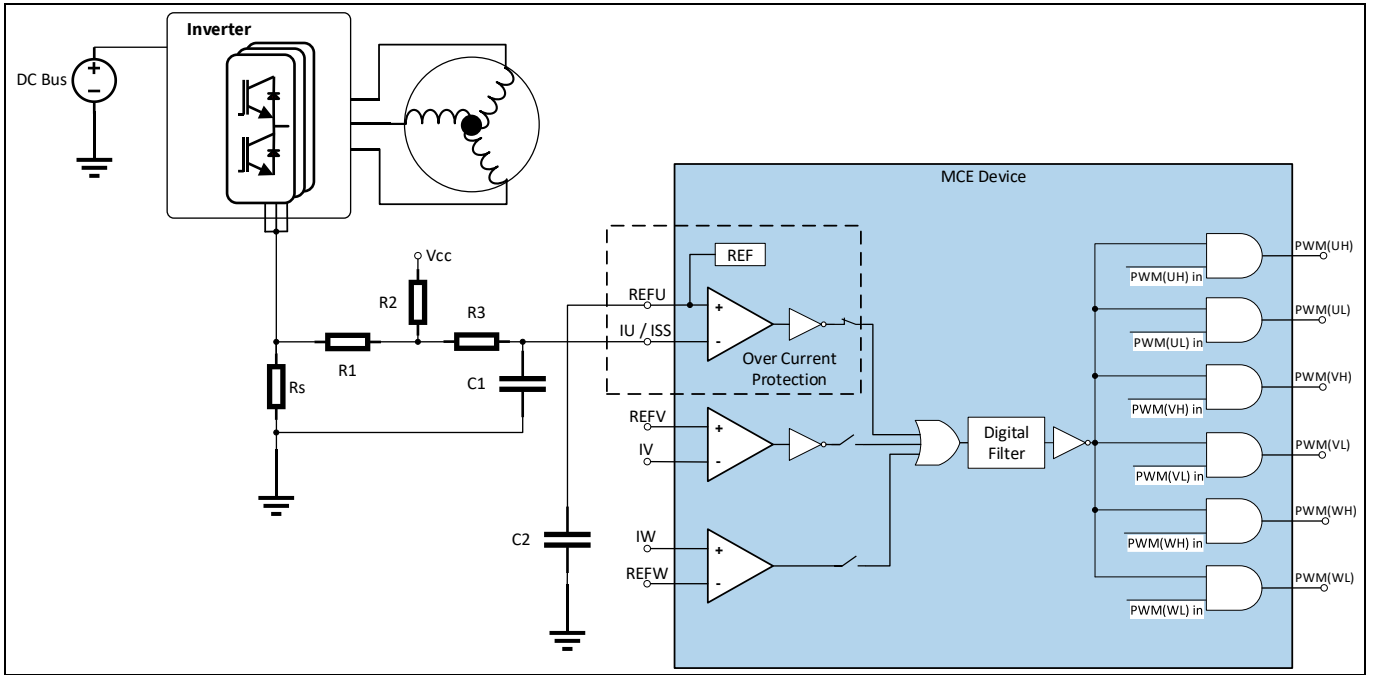 Inverter
DC Bus
+
−
MCE Device
Vcc
REF
R2
REFU
R3
IU / ISS
+
-
Over Current
Protection
R1
Rs
C1
REFV
IV
+
-
Digital
Filter
C2
IW
REFW
+
-
PWM(UH)
PWM(UH) in
PWM(UL)
PWM(UL) in
PWM(VH)
PWM(VH) in
PWM(VL)
PWM(VL) in
PWM(WH)
PWM(WH) in
PWM(WL)
PWM(WL) in